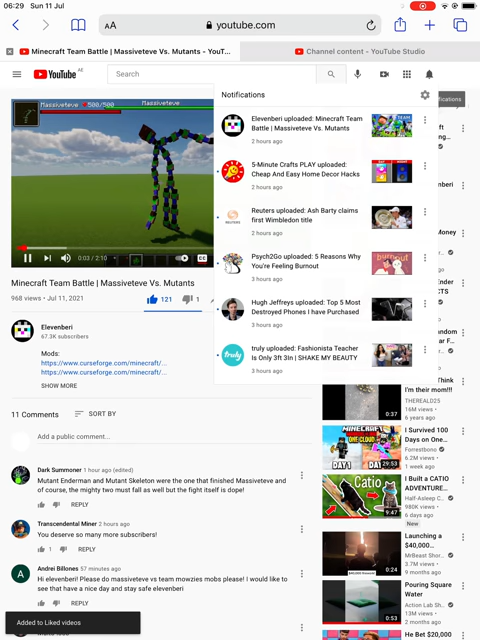 06:29 Sun 11 Jul
AA
youtube.com
Minecraft Team Battle | Massiveteve Vs. Mutants - YouT...
Channel content - YouTube Studio
YouTube AE
Search
Notifications
Elevenberi uploaded: Minecraft Team
Battle | Massiveteve Vs. Mutants
2 hours ago
5-Minute Crafts PLAY uploaded:
Cheap And Easy Home Decor Hacks
2 hours ago
Reuters uploaded: Ash Barty claims
first Wimbledon title
2 hours ago
Psych2Go uploaded: 5 Reasons Why
You're Feeling Burnout
3 hours ago
Hugh Jeffreys uploaded: Top 5 Most
Destroyed Phones I have Purchased
3 hours ago
truly uploaded: Fashionista Teacher
Is Only 3ft 3In | SHAKE MY BEAUTY
3 hours ago
Massiveteve 500/500
Massiveteve
0:03 / 2:10
Minecraft Team Battle | Massiveteve Vs. Mutants
968 views • Jul 11, 2021
121
1
Elevenberi
67.3K subscribers
Mods:
https://www.curseforge.com/minecraft/...
https://www.curseforge.com/minecraft/...
SHOW MORE
11 Comments
SORT BY
Add a public comment...
Dark Summoner 1 hour ago (edited)
Mutant Enderman and Mutant Skeleton were the one that finished Massiveteve and
of course, the mighty two must fall as well but the fight itself is dope!
REPLY
Transcendental Miner 2 hours ago
You deserve so many more subscribers!
1 REPLY
Andrei Billones 57 minutes ago
Hi elevenberi! Please do massiveteve vs team mowzies mobs please! I would like to
see that have a nice day and stay safe elevenberi
REPLY
Added to Liked videos
I'm their mom!!!
THEREALD25
16M views •
6 years ago
0:37
I Survived 100
Days on One...
Forrestbono
6.2M views •
1 week ago
DAY1
29:53
I Built a CATIO
ADVENTURE...
Half-Asleep C...
980K views •
6 days ago
New
Catio
9:47
Launching a
$40,000...
MrBeast Shor...
3.7M views •
9 months ago
0:24
Pouring Square
Water
Action Lab Sh...
13M views •
2 months ago
0:53
He Bet $20,000